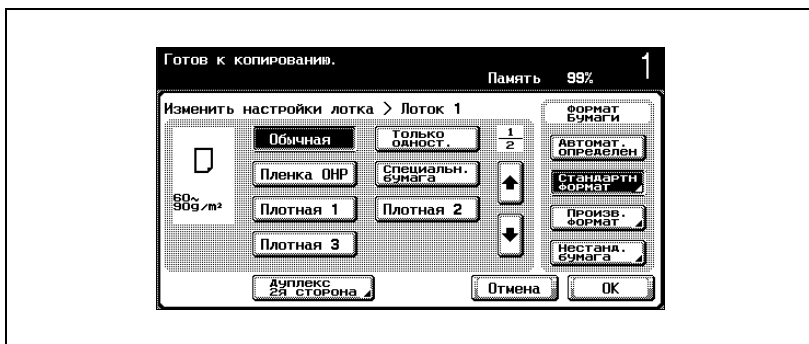 Готов к копированию.
Память 99% 1
Изменить настройки лотка > Лоток 1
формат
Бумаги
Обычная
Только
одност.
1
2
Автомат.
определен
Пленка OHP
Специальн.
бумага
Стандартн
формат
60~
90g/m²
Плотная 1
Плотная 2
Произв.
формат
Плотная 3
Нестанд.
бумага
Дуплекс
2я сторона
Отмена
OK